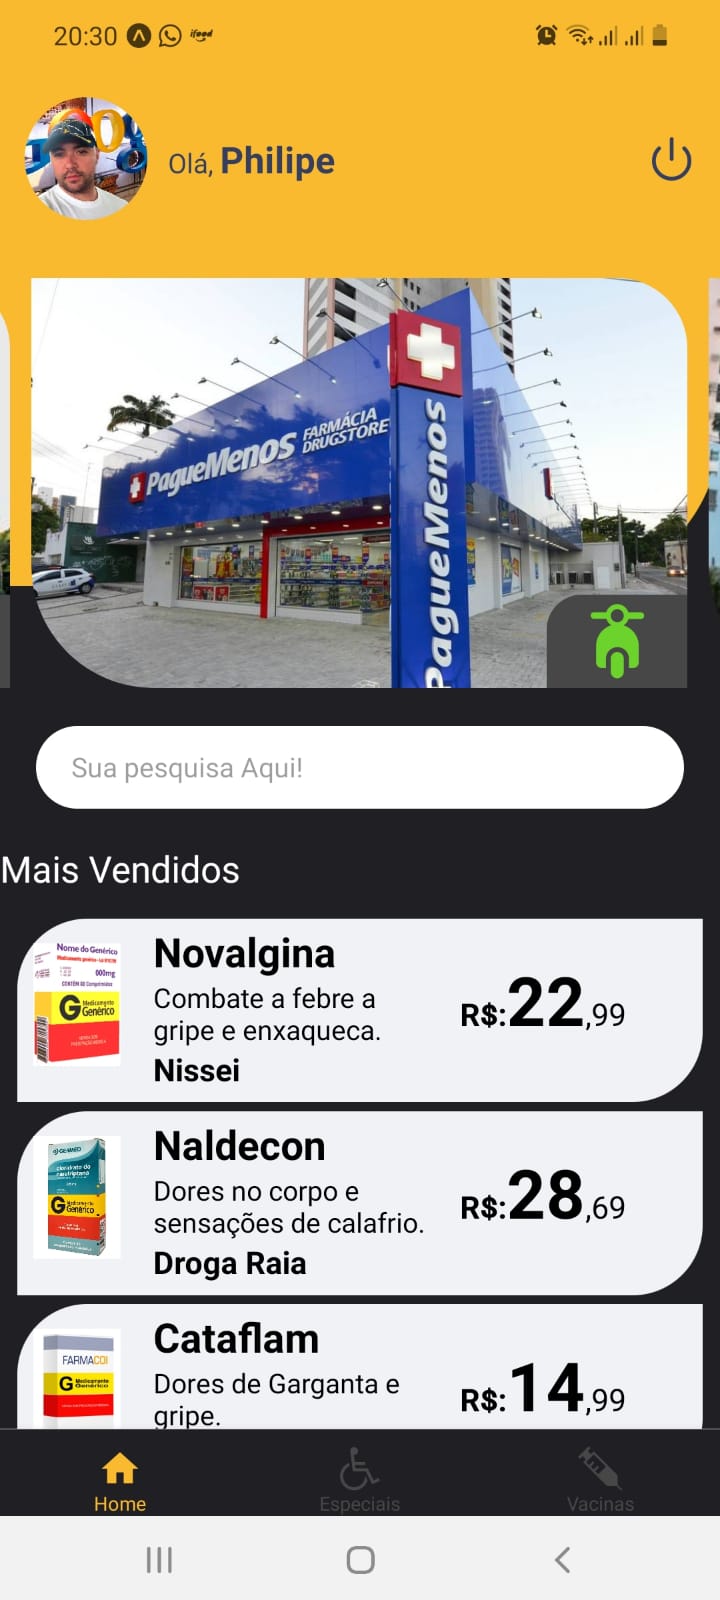 20:30
ifood
Olá, Philipe
PagueMenos FARMÁCIA DRUGSTORE
PagueMenos
Sua pesquisa Aqui!
Mais Vendidos
Nome do Genérico
000mg
G Medicamento Genérico
Novalgina
Combate a febre a
gripe e enxaqueca.
Nissei
R$:22,99
G Medicamento Genérico
Naldecon
Dores no corpo e
sensações de calafrio.
Droga Raia
R$:28,69
FARMACOI
G Medicamento Genérico
Cataflam
Dores de Garganta e
gripe.
R$:14,99
Home
Especiais
Vacinas